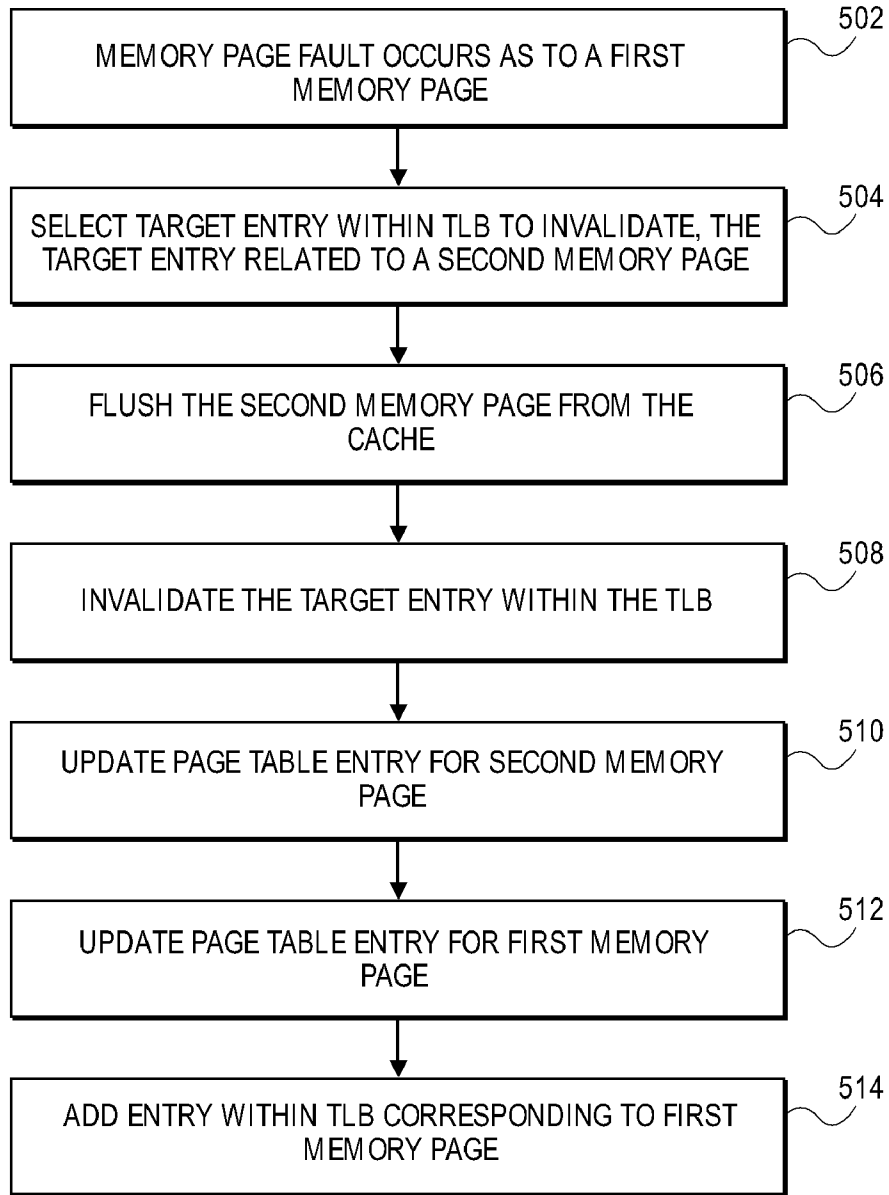 502
MEMORY PAGE FAULT OCCURS AS TO A FIRST
MEMORY PAGE
504
SELECT TARGET ENTRY WITHIN TLB TO INVALIDATE, THE
TARGET ENTRY RELATED TO A SECOND MEMORY PAGE
506
FLUSH THE SECOND MEMORY PAGE FROM THE
CACHE
508
INVALIDATE THE TARGET ENTRY WITHIN THE TLB
510
UPDATE PAGE TABLE ENTRY FOR SECOND MEMORY
PAGE
512
UPDATE PAGE TABLE ENTRY FOR FIRST MEMORY
PAGE
514
ADD ENTRY WITHIN TLB CORRESPONDING TO FIRST
MEMORY PAGE